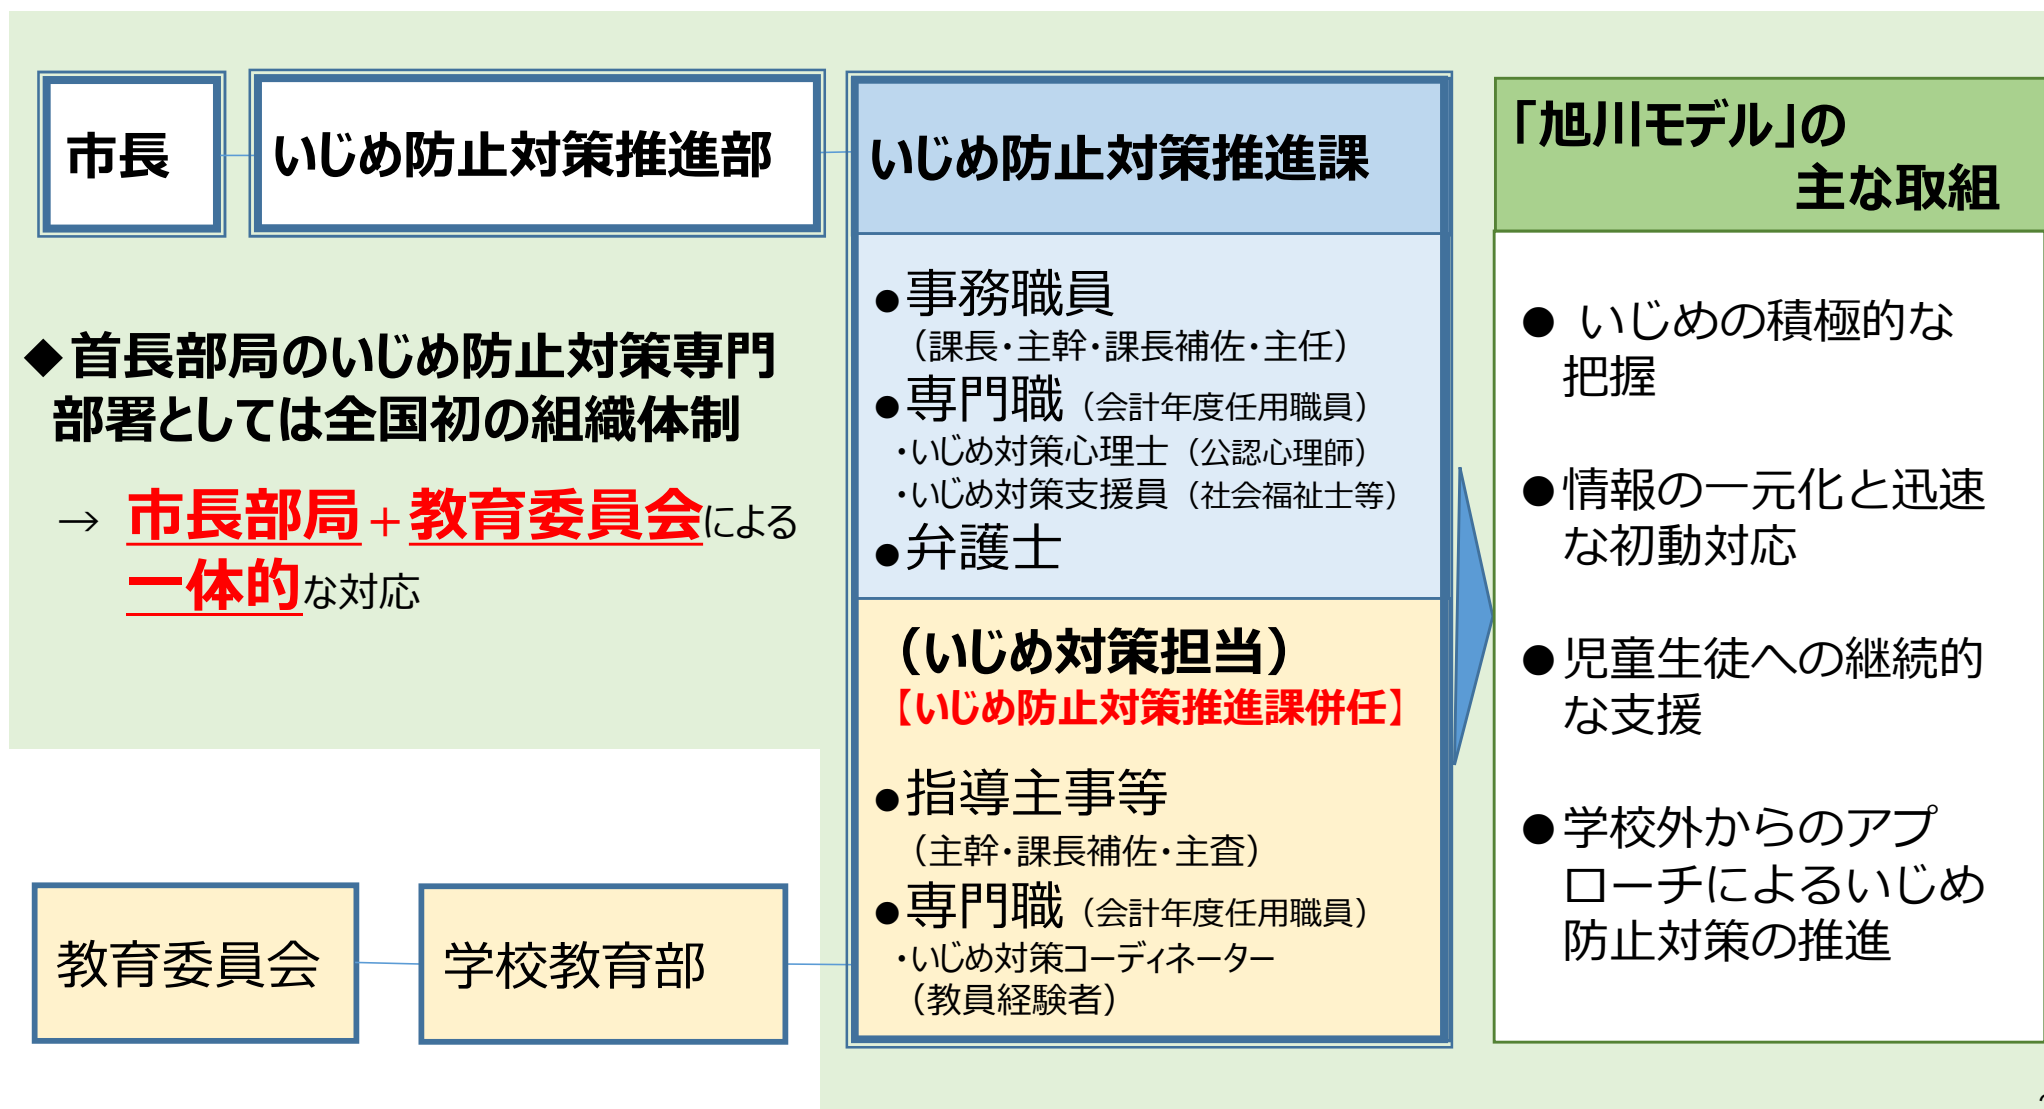 市長
いじめ防止対策推進部
◆首長部局のいじめ防止対策専門
部署としては全国初の組織体制
→ 市長部局+教育委員会による
一体的な対応
教育委員会
学校教育部
いじめ防止対策推進課
●事務職員
（課長・主幹・課長補佐・主任）
●専門職（会計年度任用職員）
・いじめ対策心理士（公認心理師）
・いじめ対策支援員（社会福祉士等）
●弁護士
（いじめ対策担当）
【いじめ防止対策推進課併任】
●指導主事等
（主幹・課長補佐・主査）
●専門職（会計年度任用職員）
・いじめ対策コーディネーター
（教員経験者）
「旭川モデル」の
主な取組
● いじめの積極的な
把握
●情報の一元化と迅速
な初動対応
●児童生徒への継続的
な支援
●学校外からのアプ
ローチによるいじめ
防止対策の推進